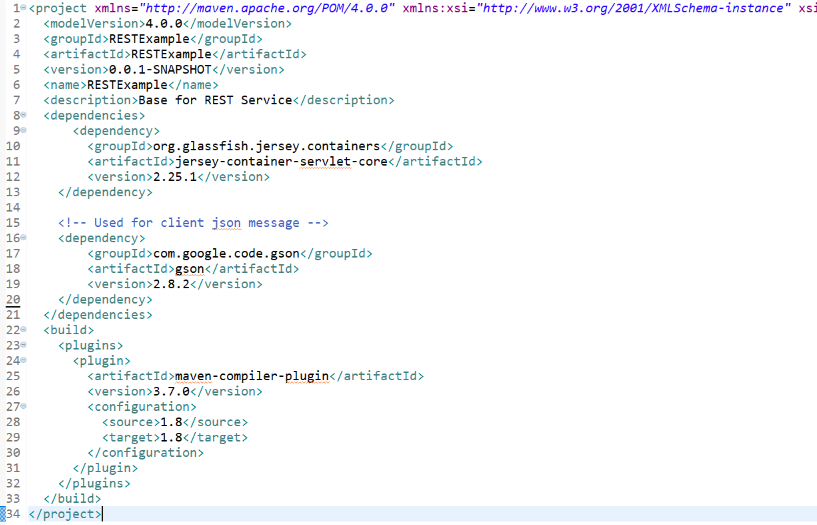 1 <project xmlns="http://maven.apache.org/POM/4.0.0" xmlns:xsi="http://www.w3.org/2001/XMLSchema-instance" xsi
2 <modelVersion>4.0.0</modelVersion>
3 <groupId>RESTExample</groupId>
4 <artifactId>RESTExample</artifactId>
5 <version>0.0.1-SNAPSHOT</version>
6 <name>RESTExample</name>
7 <description>Base for REST Service</description>
8 <dependencies>
9 <dependency>
10 <groupId>org.glassfish.jersey.containers</groupId>
11 <artifactId>jersey-container-servlet-core</artifactId>
12 <version>2.25.1</version>
13 </dependency>
14
15 <!-- Used for client json message -->
16 <dependency>
17 <groupId>com.google.code.gson</groupId>
18 <artifactId>gson</artifactId>
19 <version>2.8.2</version>
20 </dependency>
21 </dependencies>
22 <build>
23 <plugins>
24 <plugin>
25 <artifactId>maven-compiler-plugin</artifactId>
26 <version>3.7.0</version>
27 <configuration>
28 <source>1.8</source>
29 <target>1.8</target>
30 </configuration>
31 </plugin>
32 </plugins>
33 </build>
34 </project>